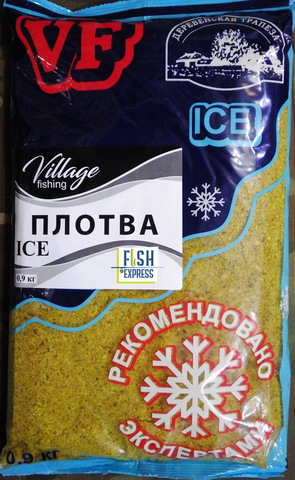 VF
ДЕРЕВЕНСКАЯ ТРАПЕЗА
ICE
Village
fishing
ПЛОТВА
ICE
0,9 кг
FISH
EXPRESS
РЕКОМЕНДОВАНО
ЭКСПЕРТАМИ
0.9 кг